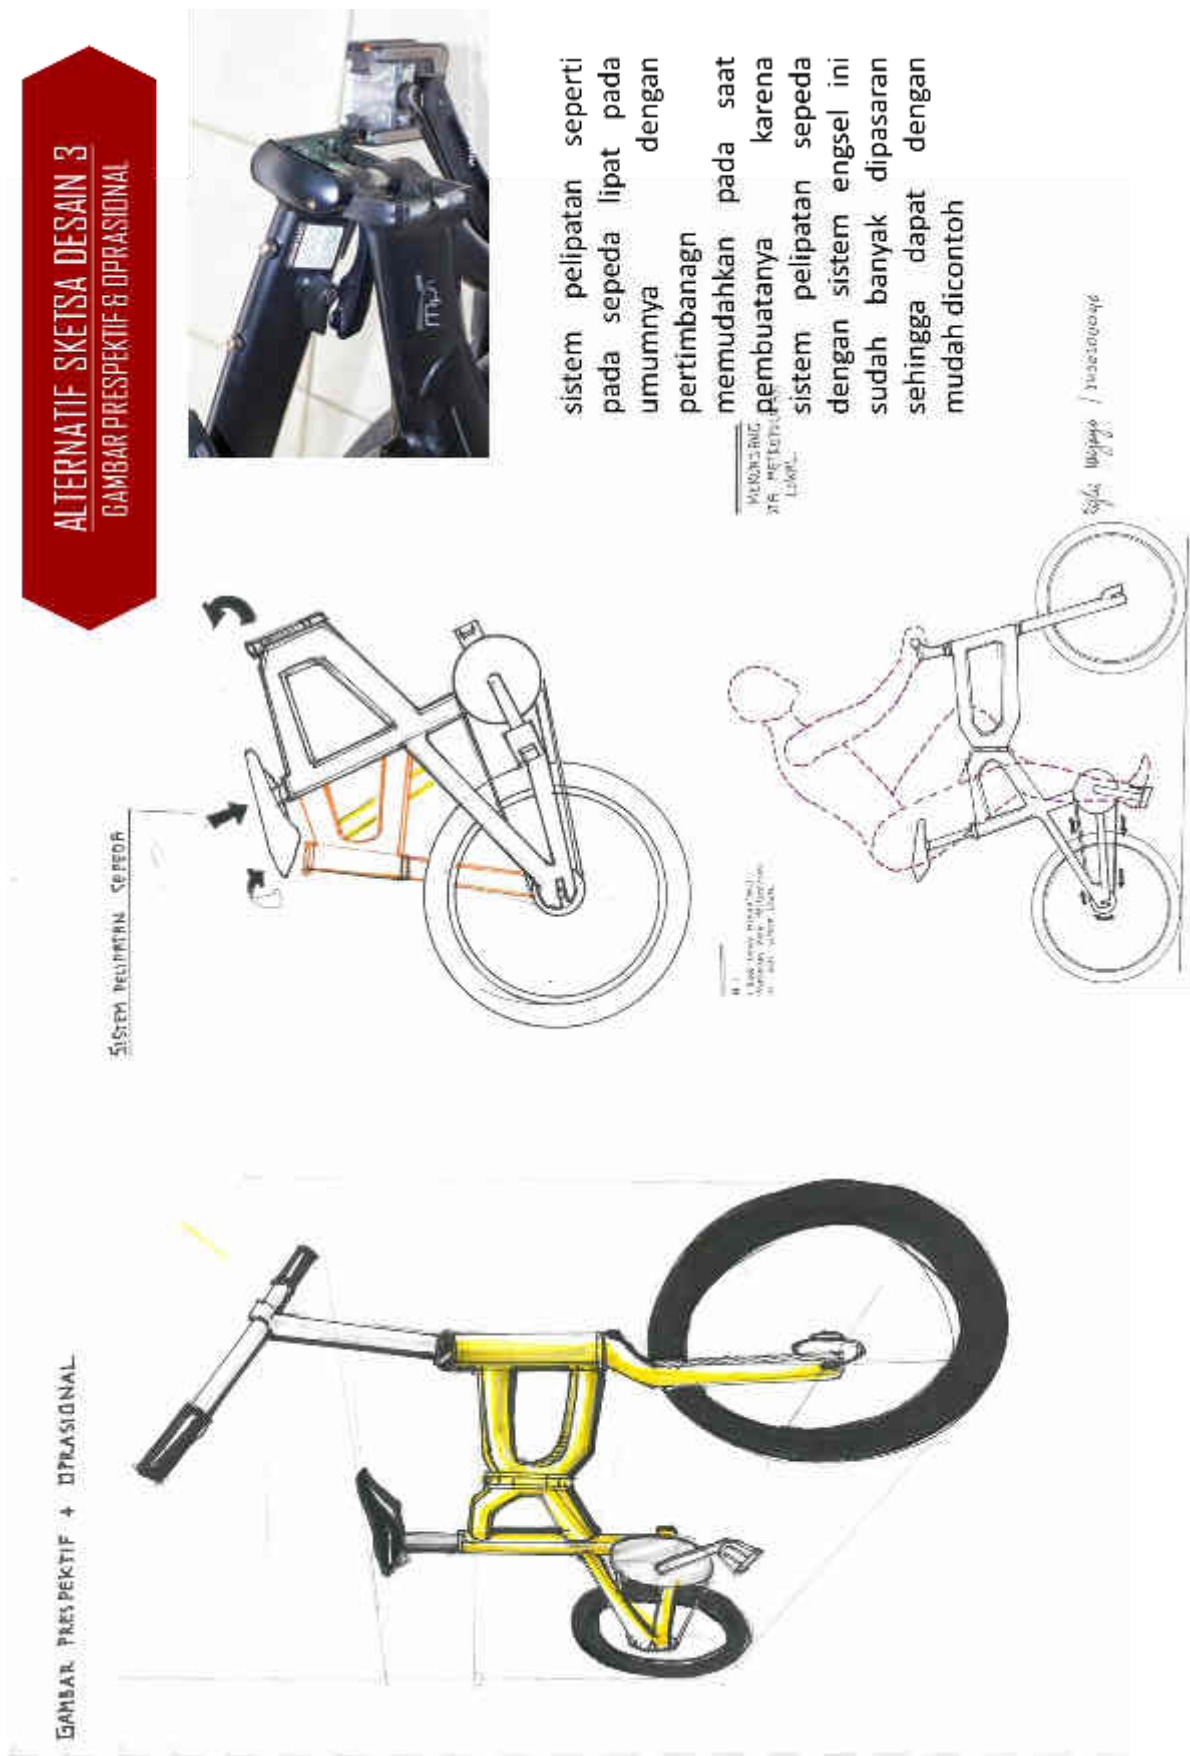 ALTERNATIF SKETSA DESAIN 3
GAMBAR PRESPEKTIF & OPRASIONAL
GAMBAR PRESPEKTIF & OPRASIONAL
SISTEM PELIPATAN SEPEDA
sistem pelipatan seperti
pada sepeda lipat pada
umumnya dengan
pertimbanagn
memudahkan pada saat
pembuatanya karena
sistem pelipatan sepeda
dengan sistem engsel ini
sudah banyak dipasaran
sehingga dapat dengan
mudah dicontoh